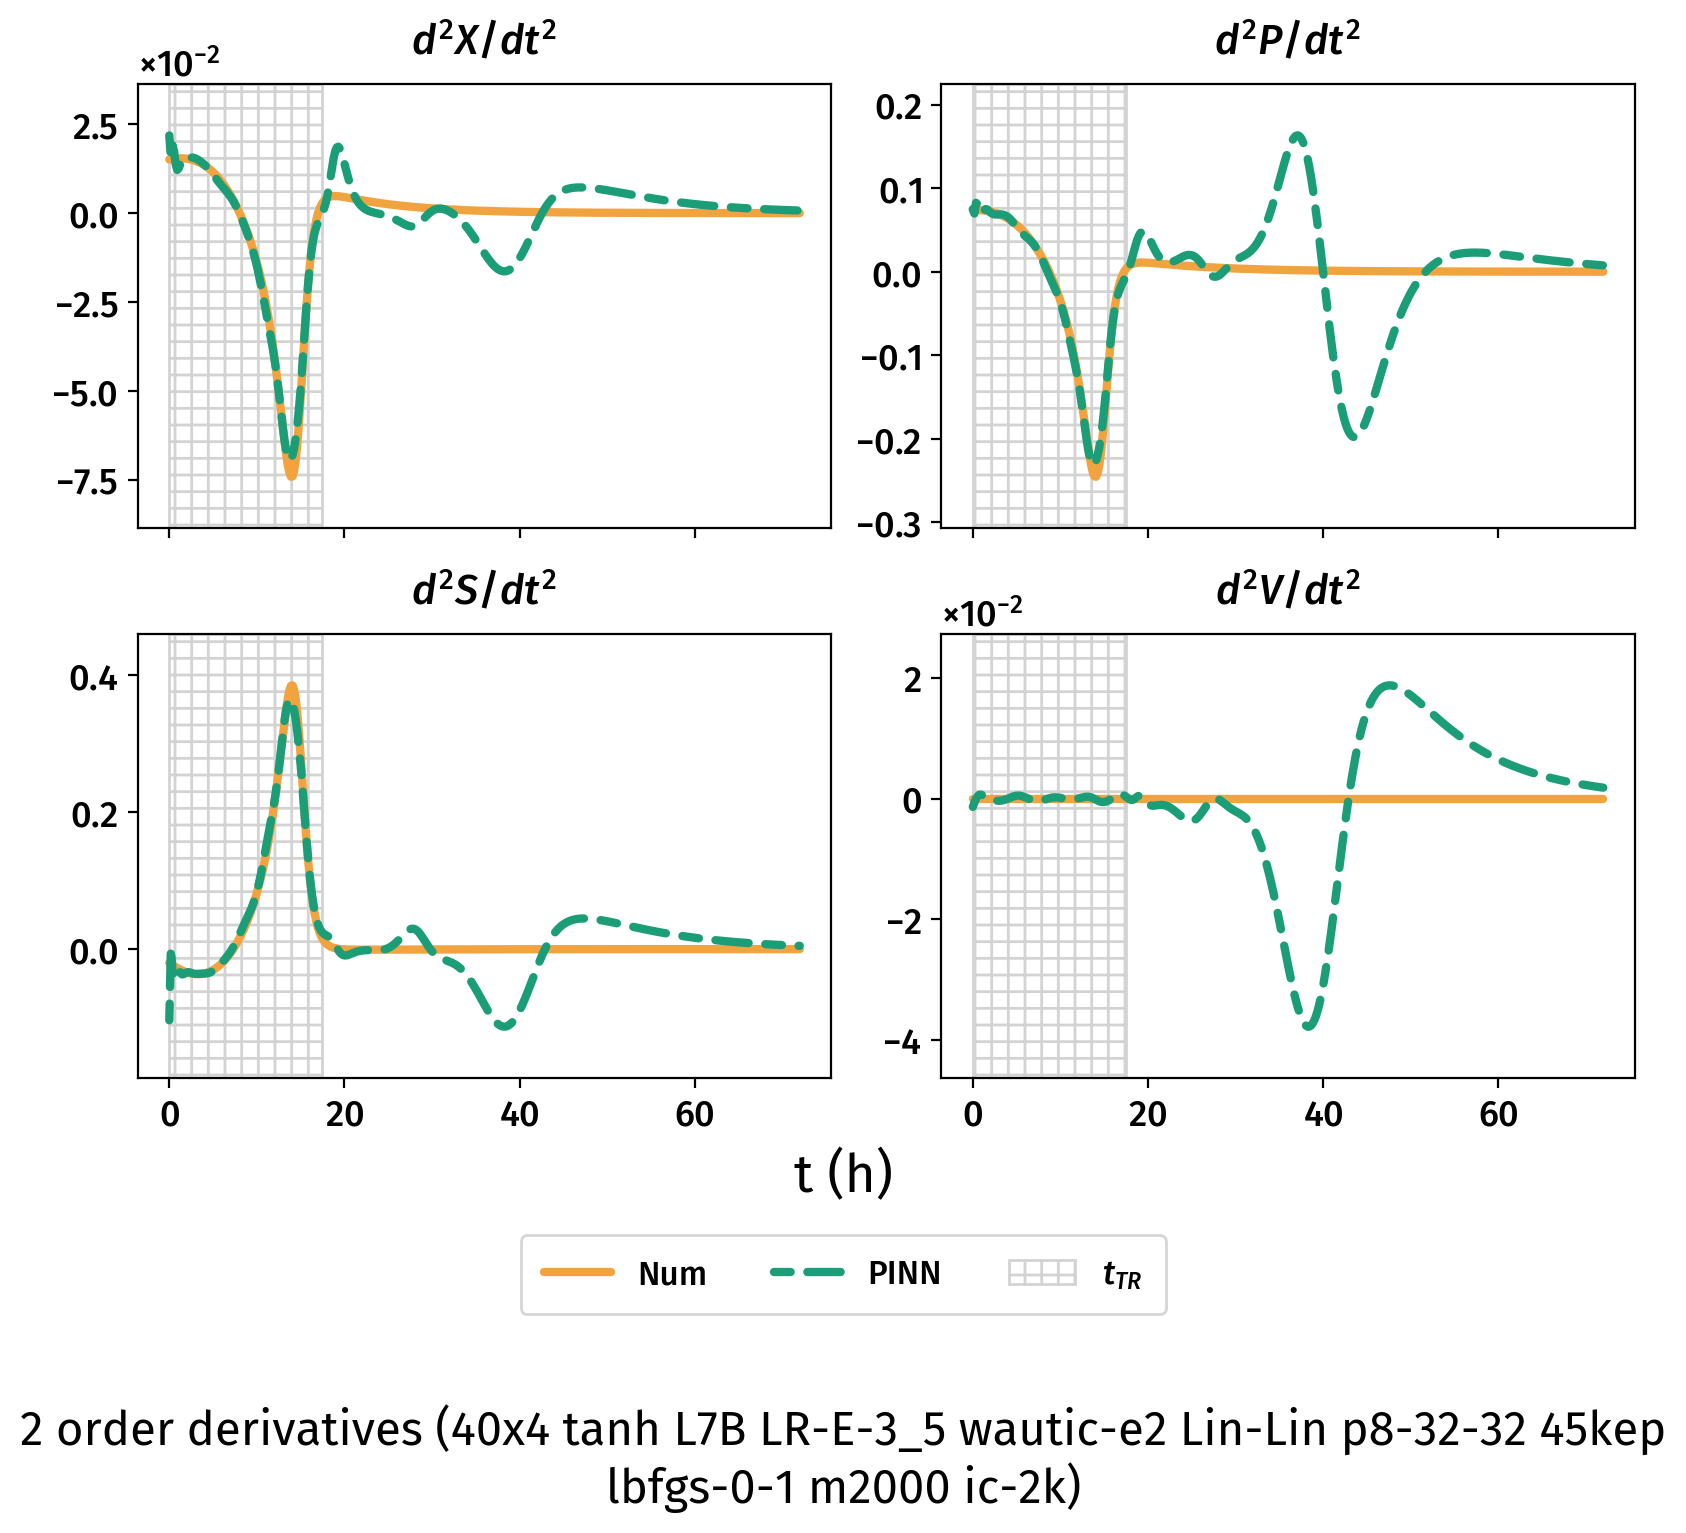 d²X/dt²
×10⁻²
2.5
0.0
−2.5
−5.0
−7.5
d²P/dt²
0.2
0.1
0.0
−0.1
−0.2
−0.3
d²S/dt²
0.4
0.2
0.0
0 20 40 60
d²V/dt²
×10⁻²
2
0
−2
−4
0 20 40 60
t (h)
Num PINN t_TR
2 order derivatives (40x4 tanh L7B LR-E-3_5 wautic-e2 Lin-Lin p8-32-32 45kep
lbfgs-0-1 m2000 ic-2k)